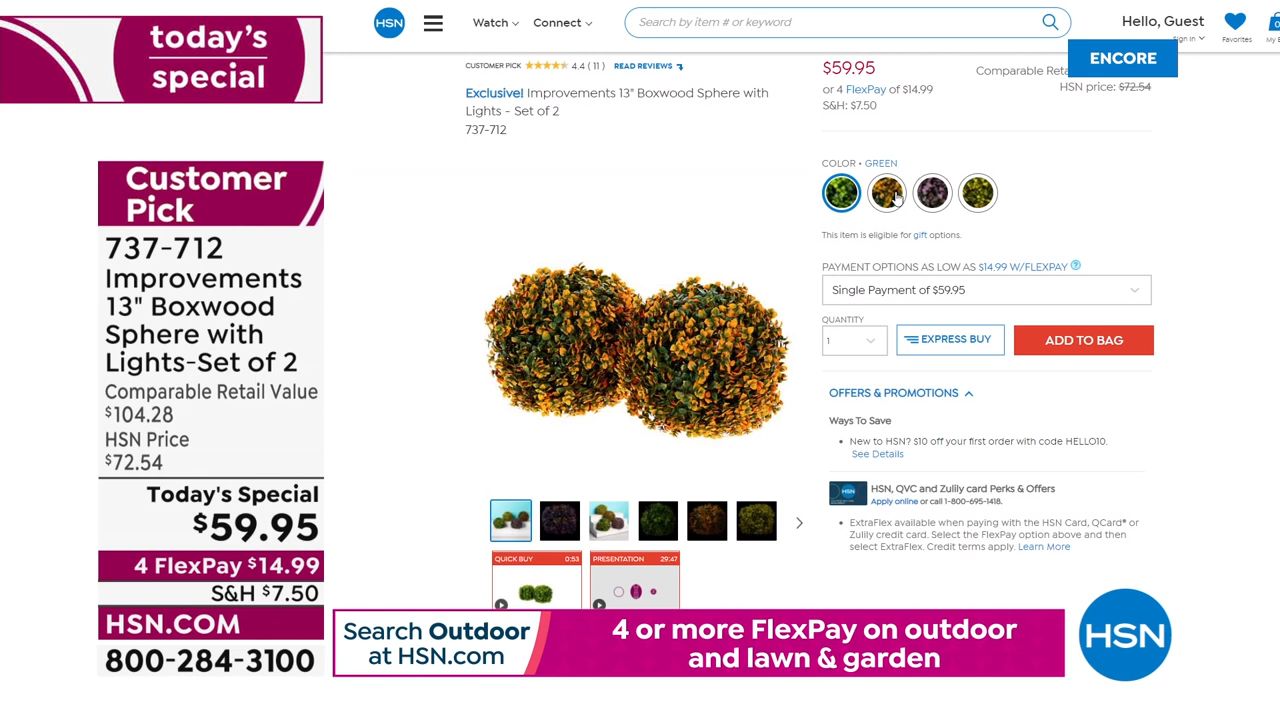 today's
special
HSN
Watch
Connect
Search by item # or keyword
Hello, Guest
Sign In
Favorites
ENCORE
Customer
Pick
737-712
Improvements
13" Boxwood
Sphere with
Lights-Set of 2
Comparable Retail Value
$104.28
HSN Price
$72.54
Today's Special
$59.95
4 FlexPay $14.99
S&H $7.50
HSN.COM
800-284-3100
CUSTOMER PICK 4.4 ( 11 ) READ REVIEWS
Exclusive! Improvements 13" Boxwood Sphere with
Lights - Set of 2
737-712
$59.95
or 4 FlexPay of $14.99
S&H: $7.50
Comparable
HSN price: $72.54
COLOR • GREEN
This item is eligible for gift options.
PAYMENT OPTIONS AS LOW AS $14.99 W/FLEXPAY ?
Single Payment of $59.95
QUANTITY
1
EXPRESS BUY
ADD TO BAG
OFFERS & PROMOTIONS
Ways To Save
• New to HSN? $10 off your first order with code HELLO10.
See Details
HSN
HSN, QVC and Zulily card Perks & Offers
Apply online or call 1-800-695-1418.
• ExtraFlex available when paying with the HSN Card, QCard® or
Zulily credit card. Select the FlexPay option above and then
select ExtraFlex. Credit terms apply. Learn More
QUICK BUY 0:53
PRESENTATION 29:47
Search Outdoor
at HSN.com
4 or more FlexPay on outdoor
and lawn & garden
HSN